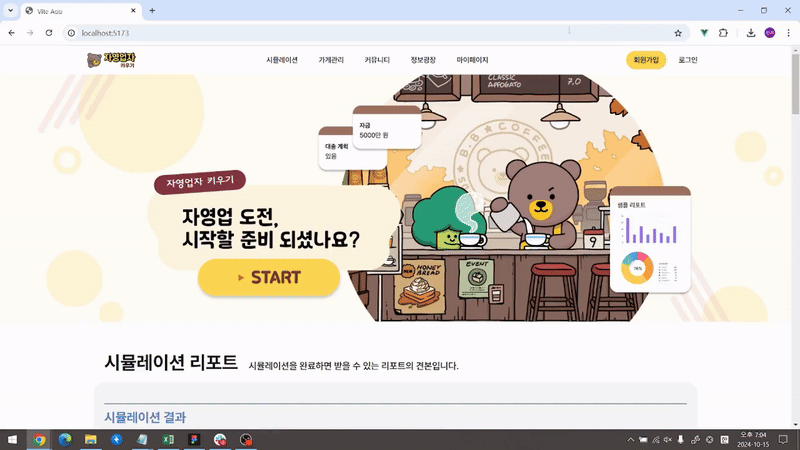 Vite App
localhost:5173
자영업자
키우기
시뮬레이션 가게관리 커뮤니티 정보광장 마이페이지
회원가입 로그인
CLASSIC
AFFOGATO 7.0
자금
5000만 원
대출 계획
있음
B.B★COFFEE
자영업자 키우기
자영업 도전,
시작할 준비 되셨나요?
START
샘플 리포트
74%
9
HONEY
BREAD
EVENT
시뮬레이션 리포트 시뮬레이션을 완료하면 받을 수 있는 리포트의 견본입니다.
시뮬레이션 결과
오후 7:04
2024-10-15